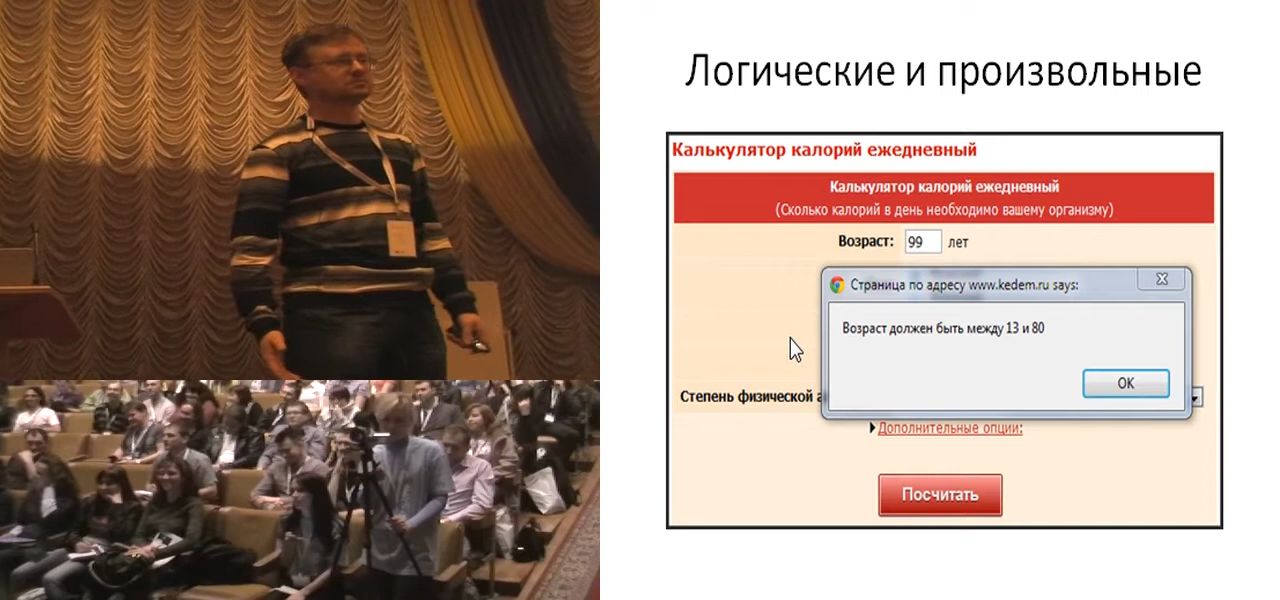 Логические и произвольные
Калькулятор калорий ежедневный
Калькулятор калорий ежедневный
(Сколько калорий в день необходимо вашему организму)
Возраст: 99 лет
Страница по адресу www.kedem.ru says:
Возраст должен быть между 13 и 80
OK
Степень физической
Дополнительные опции:
Посчитать